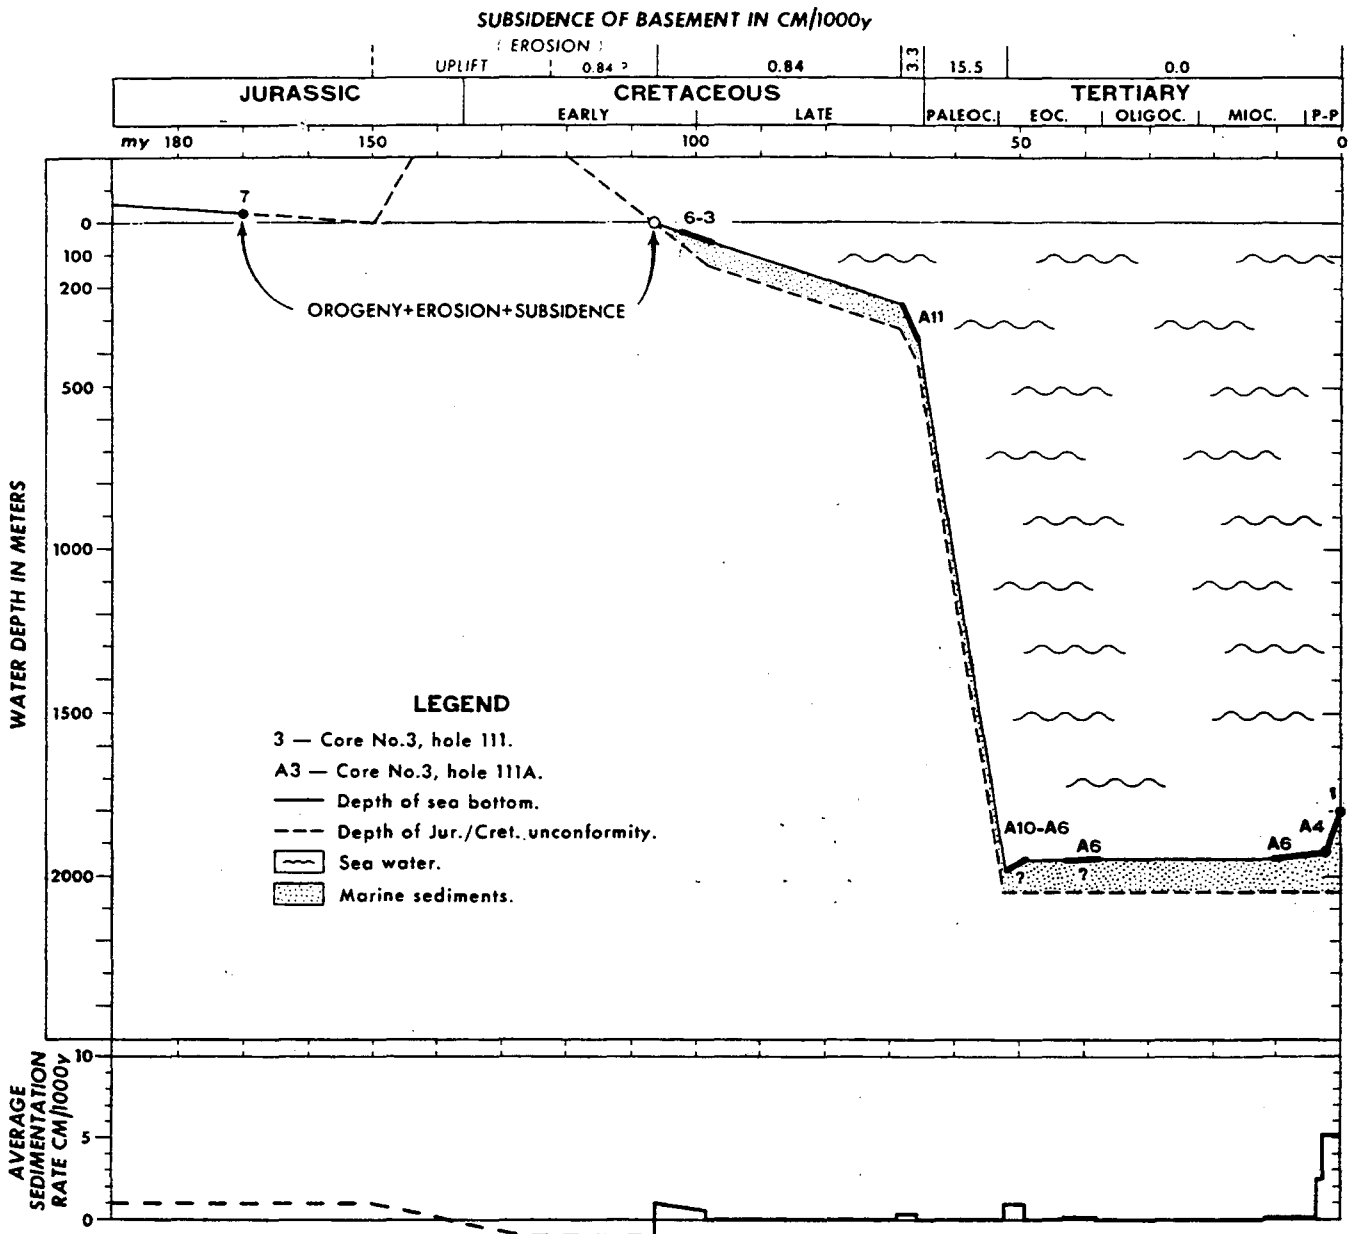 SUBSIDENCE OF BASEMENT IN CM/1000y
(EROSION)
UPLIFT 0.84 ? 0.84 3.3 15.5 0.0
JURASSIC CRETACEOUS TERTIARY
EARLY LATE PALEOC. EOC. OLIGOC. MIOC. P-P
my 180 150 100 50 0
7
6-3
0
100
200
OROGENY+EROSION+SUBSIDENCE
A11
500
WATER DEPTH IN METERS
1000
1500
LEGEND
3 — Core No.3, hole 111.
A3 — Core No.3, hole 111A.
Depth of sea bottom.
Depth of Jur./Cret. unconformity.
Sea water.
Marine sediments.
1
A10-A6 A6 A6 A4
? ?
2000
AVERAGE
SEDIMENTATION
RATE CM/1000y
10
5
0